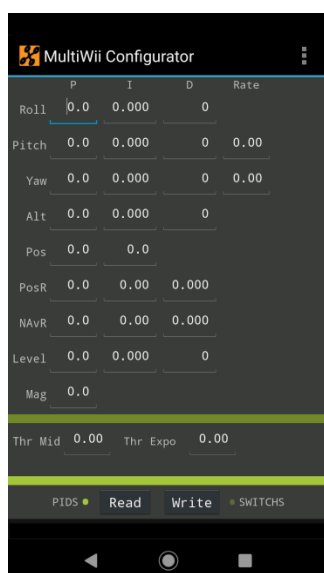 MultiWii Configurator
P I D Rate
Roll 0.0 0.000 0
Pitch 0.0 0.000 0 0.00
Yaw 0.0 0.000 0 0.00
Alt 0.0 0.000 0
Pos 0.0 0.0
PosR 0.0 0.00 0.000
NAvR 0.0 0.00 0.000
Level 0.0 0.000 0
Mag 0.0
Thr Mid 0.00 Thr Expo 0.00
PIDS Read Write SWITCHS